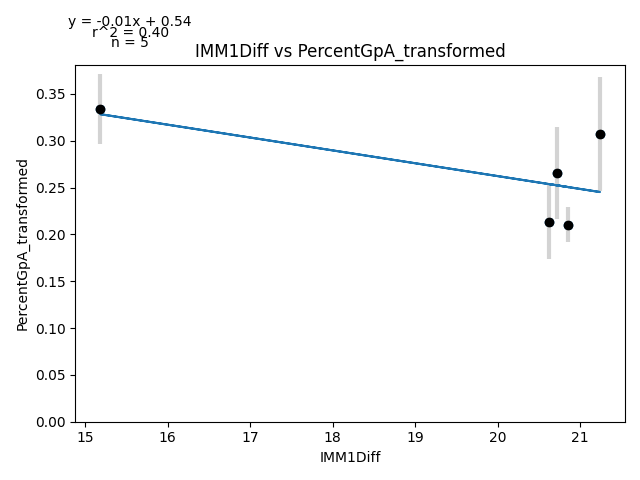 y = -0.01x + 0.54
r^2 = 0.40
n = 5
IMM1Diff vs PercentGpA_transformed
PercentGpA_transformed
0.35
0.30
0.25
0.20
0.15
0.10
0.05
0.00
15 16 17 18 19 20 21
IMM1Diff